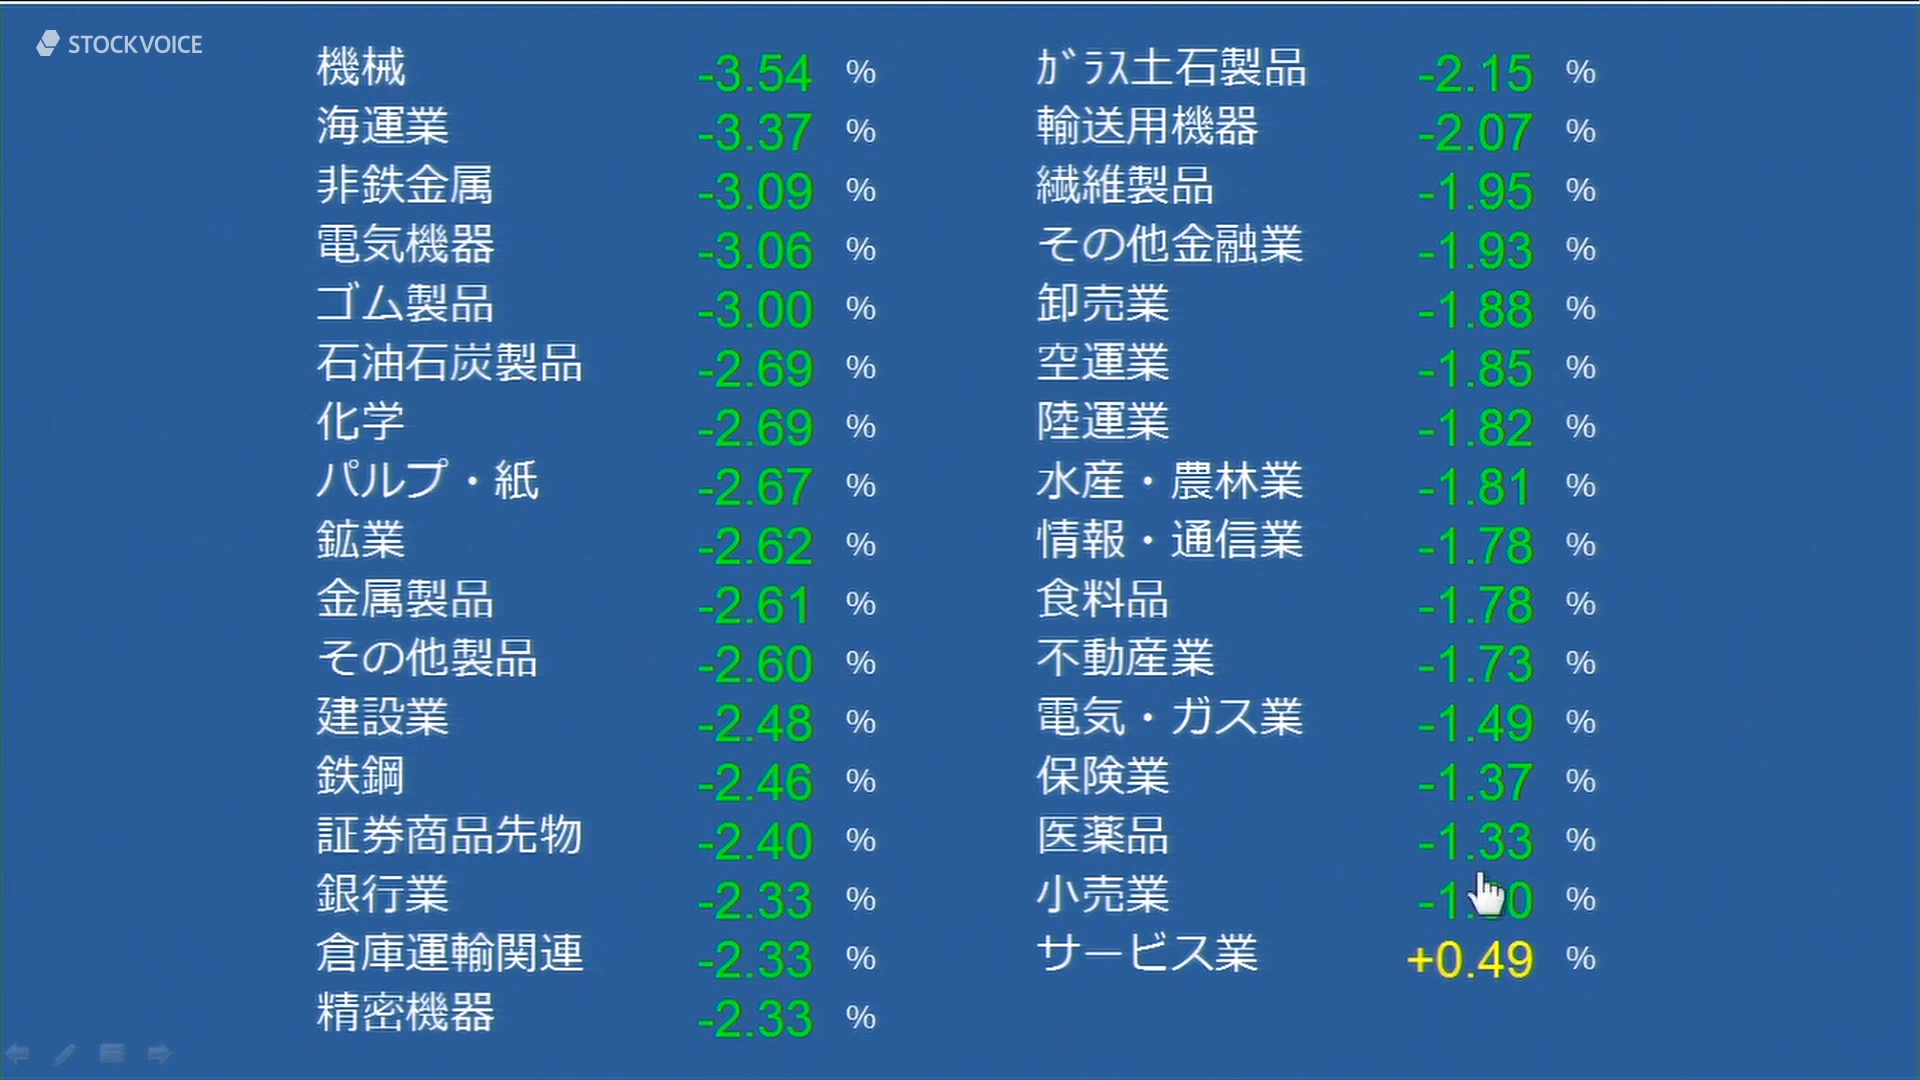 STOCKVOICE
機械 -3.54 %
海運業 -3.37 %
非鉄金属 -3.09 %
電気機器 -3.06 %
ゴム製品 -3.00 %
石油石炭製品 -2.69 %
化学 -2.69 %
パルプ・紙 -2.67 %
鉱業 -2.62 %
金属製品 -2.61 %
その他製品 -2.60 %
建設業 -2.48 %
鉄鋼 -2.46 %
証券商品先物 -2.40 %
銀行業 -2.33 %
倉庫運輸関連 -2.33 %
精密機器 -2.33 %
ｶﾞﾗｽ土石製品 -2.15 %
輸送用機器 -2.07 %
繊維製品 -1.95 %
その他金融業 -1.93 %
卸売業 -1.88 %
空運業 -1.85 %
陸運業 -1.82 %
水産・農林業 -1.81 %
情報・通信業 -1.78 %
食料品 -1.78 %
不動産業 -1.73 %
電気・ガス業 -1.49 %
保険業 -1.37 %
医薬品 -1.33 %
小売業 %
サービス業 +0.49 %